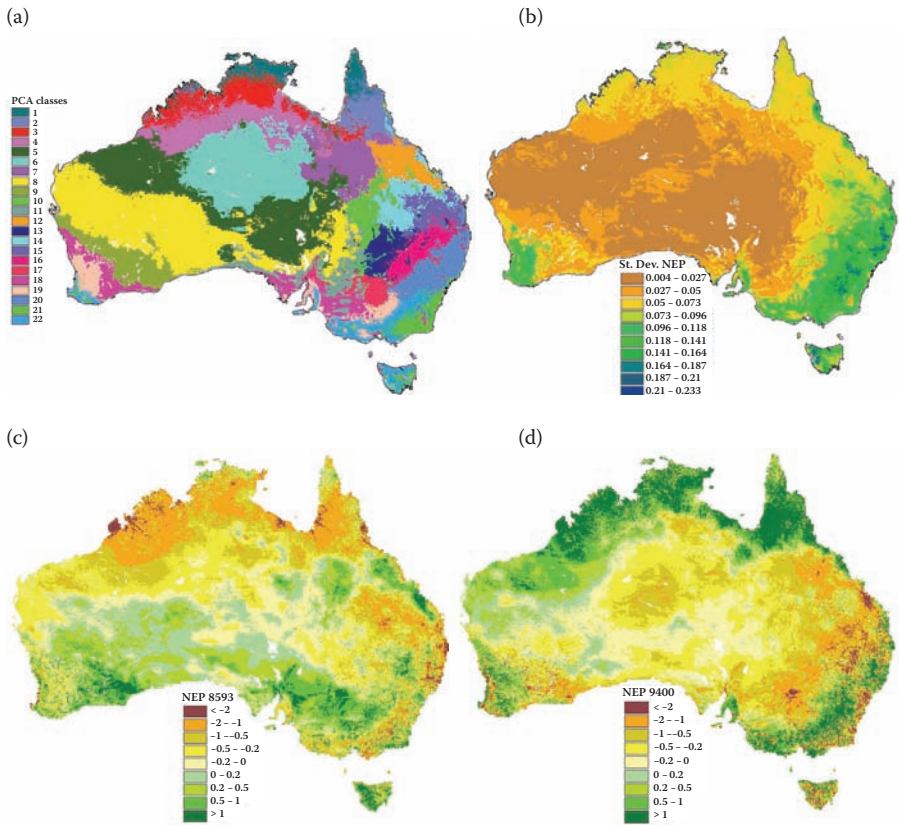 (a)
PCA classes
1
2
3
4
5
6
7
8
9
10
11
12
13
14
15
16
17
18
19
20
21
22
(b)
St. Dev. NEP
0.004 – 0.027
0.027 – 0.05
0.05 – 0.073
0.073 – 0.096
0.096 – 0.118
0.118 – 0.141
0.141 – 0.164
0.164 – 0.187
0.187 – 0.21
0.21 – 0.233
(c)
NEP 8593
< –2
–2 – –1
–1 – –0.5
–0.5 – –0.2
–0.2 – 0
0 – 0.2
0.2 – 0.5
0.5 – 1
> 1
(d)
NEP 9400
< –2
–2 – –1
–1 – –0.5
–0.5 – –0.2
–0.2 – 0
0 – 0.2
0.2 – 0.5
0.5 – 1
> 1